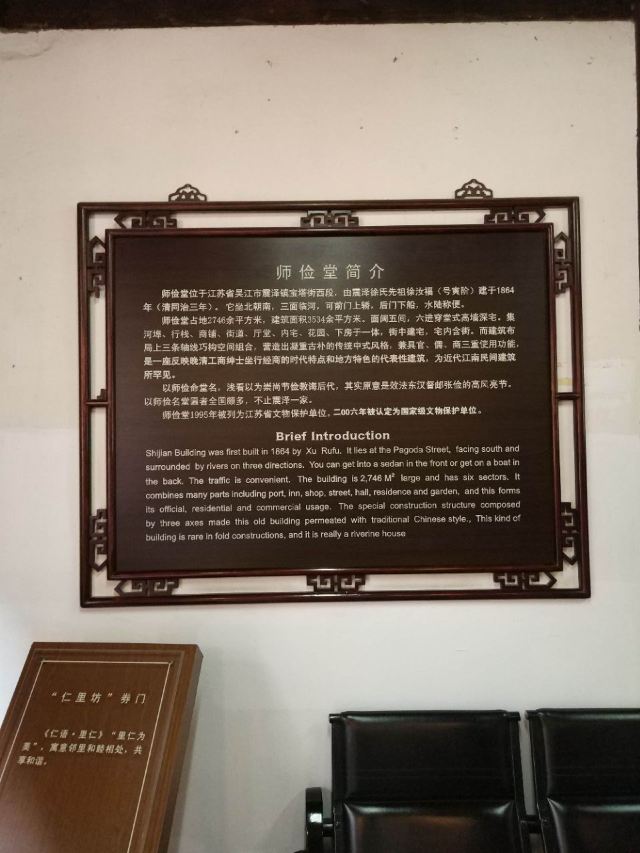 师俭堂简介
师俭堂位于江苏省吴江市震泽镇宝塔街西段，由震泽徐氏先祖徐汝福（号寅阶）建于1864
年（清同治三年）。它坐北朝南，三面临河，可前门上轿，后门下船，水陆称便。
师俭堂占地2746余平方米，建筑面积3534余平方米。面阔五间，六进穿堂式高墙深宅。集
河埠、行栈、商铺、街道、厅堂、内宅、花园、下房于一体，街中建宅，宅内含街。而建筑布
局上三条轴线巧构空间组合，营造出凝重古朴的传统中式风格，兼具官、儒、商三重使用功能，
是一座反映晚清工商绅士坐行经商的时代特点和地方特色的代表性建筑，为近代江南民间建筑
所罕见。
以师俭命堂名，浅看以为崇尚节俭教诲后代，其实原意是效法东汉督邮张俭的高风亮节。
以师俭名堂置者全国颇多，不止震泽一家。
师俭堂1995年被列为江苏省文物保护单位，二00六年被认定为国家级文物保护单位。
Brief Introduction
Shijian Building was first built in 1864 by Xu Rufu. It lies at the Pagoda Street, facing south and
surrounded by rivers on three directions. You can get into a sedan in the front or get on a boat in
the back. The traffic is convenient. The building is 2,746 M² large and has six sectors. It
combines many parts including port, inn, shop, street, hall, residence and garden, and this forms
its official, residential and commercial usage. The special construction structure composed
by three axes made this old building permeated with traditional Chinese style., This kind of
building is rare in fold constructions, and it is really a riverine house
“仁里坊”券门
《仁语·里仁》“里仁为
美”，寓意邻里和睦相处，共
享和谐。